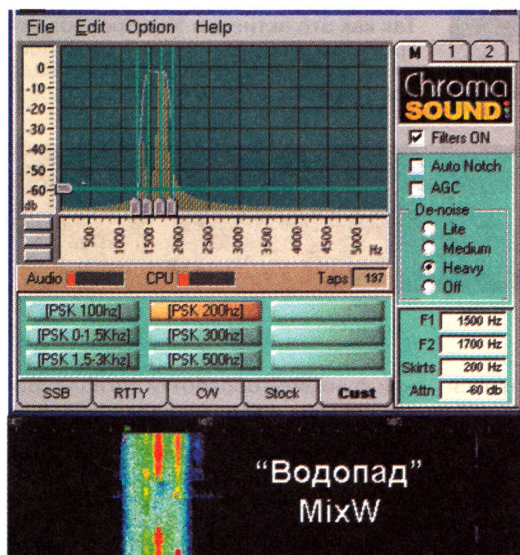 File Edit Option Help
M 1 2
Chroma
SOUND
Filters ON
Auto Notch
AGC
De-noise
Lite
Medium
Heavy
Off
0
-10
-20
-30
-40
-50
-60
db
500 1000 1500 2000 2500 3000 3500 4000 4500 5000 Hz
Audio CPU Taps 137
[PSK 100hz] [PSK 200hz]
[PSK 0-1.5Khz] [PSK 300hz]
[PSK 1.5-3Khz] [PSK 500hz]
F1 1500 Hz
F2 1700 Hz
Skirts 200 Hz
Attn -60 db
SSB RTTY CW Stock Cust
“Водопад”
MixW